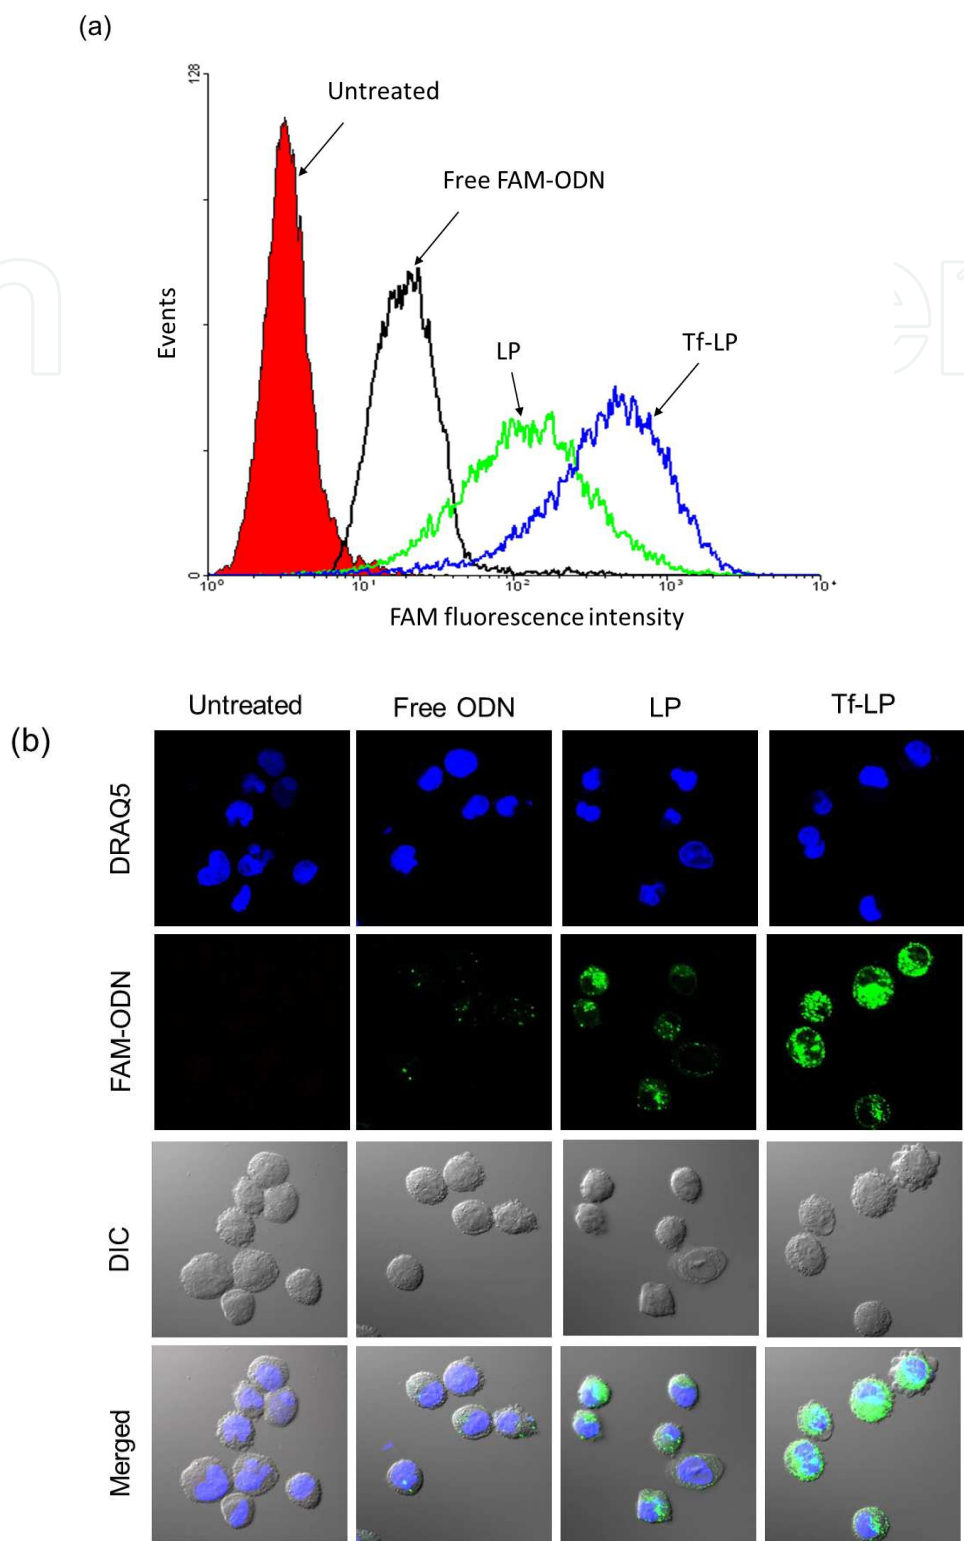 (a)
128
Untreated
Free FAM-ODN
LP
Tf-LP
Events
0
10⁰ 10¹ 10² 10³ 10⁴
FAM fluorescence intensity
(b)
Untreated Free ODN LP Tf-LP
DRAQ5
FAM-ODN
DIC
Merged